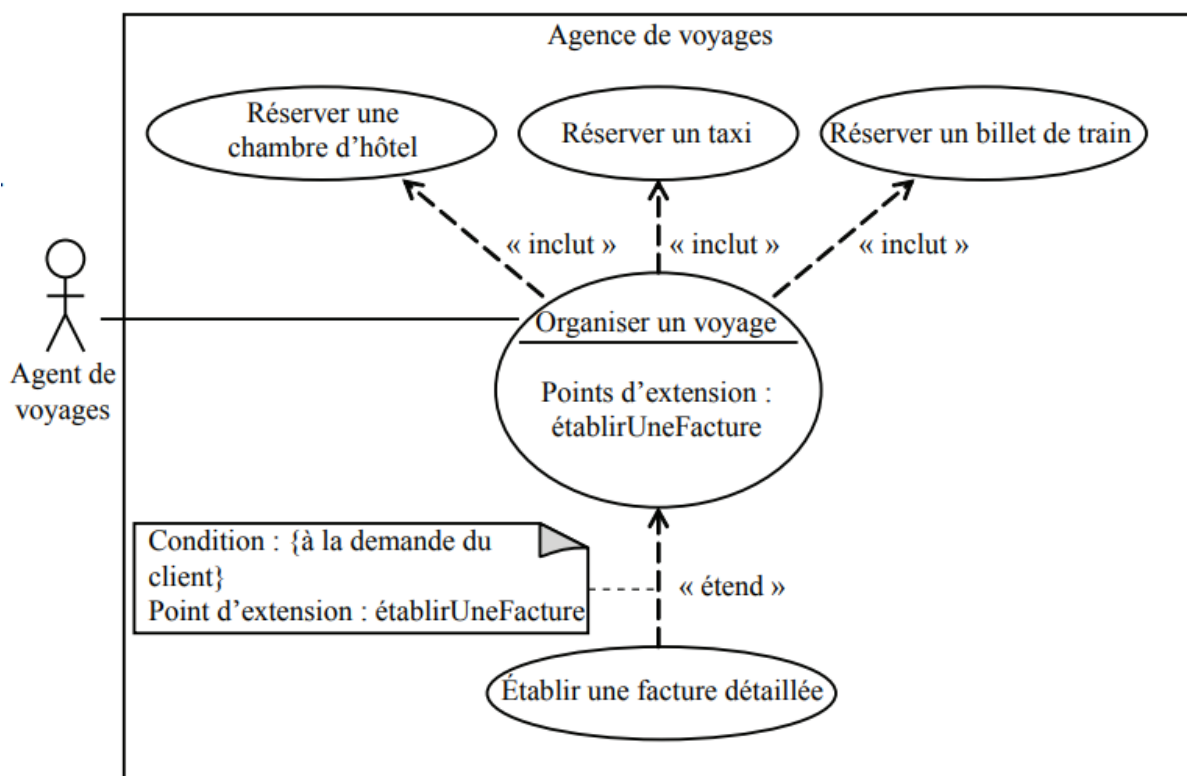 Agence de voyages
Réserver une
chambre d’hôtel
Réserver un taxi
Réserver un billet de train
« inclut »
« inclut »
« inclut »
Agent de
voyages
Organiser un voyage
Points d’extension :
établirUneFacture
Condition : {à la demande du
client}
Point d’extension : établirUneFacture
« étend »
Établir une facture détaillée